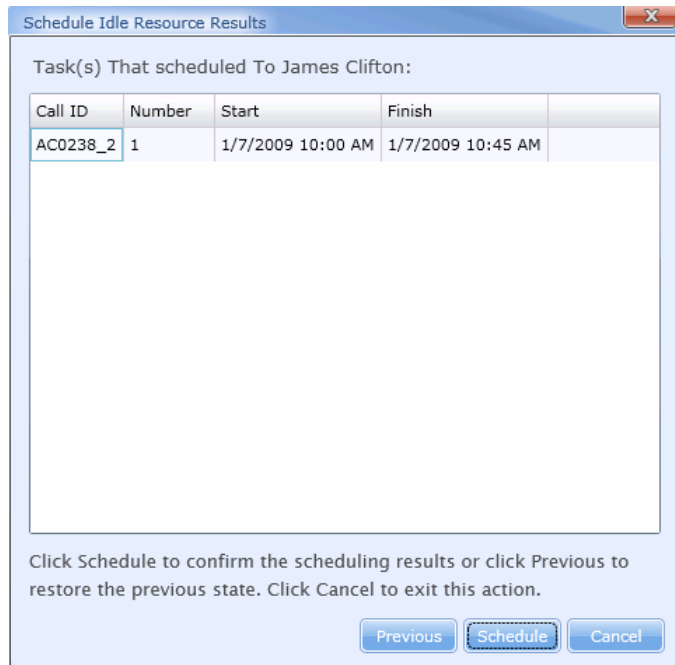 Schedule Idle Resource Results
X
Task(s) That scheduled To James Clifton:
Call ID Number Start Finish
AC0238_2 1 1/7/2009 10:00 AM 1/7/2009 10:45 AM
Click Schedule to confirm the scheduling results or click Previous to
restore the previous state. Click Cancel to exit this action.
Previous Schedule Cancel